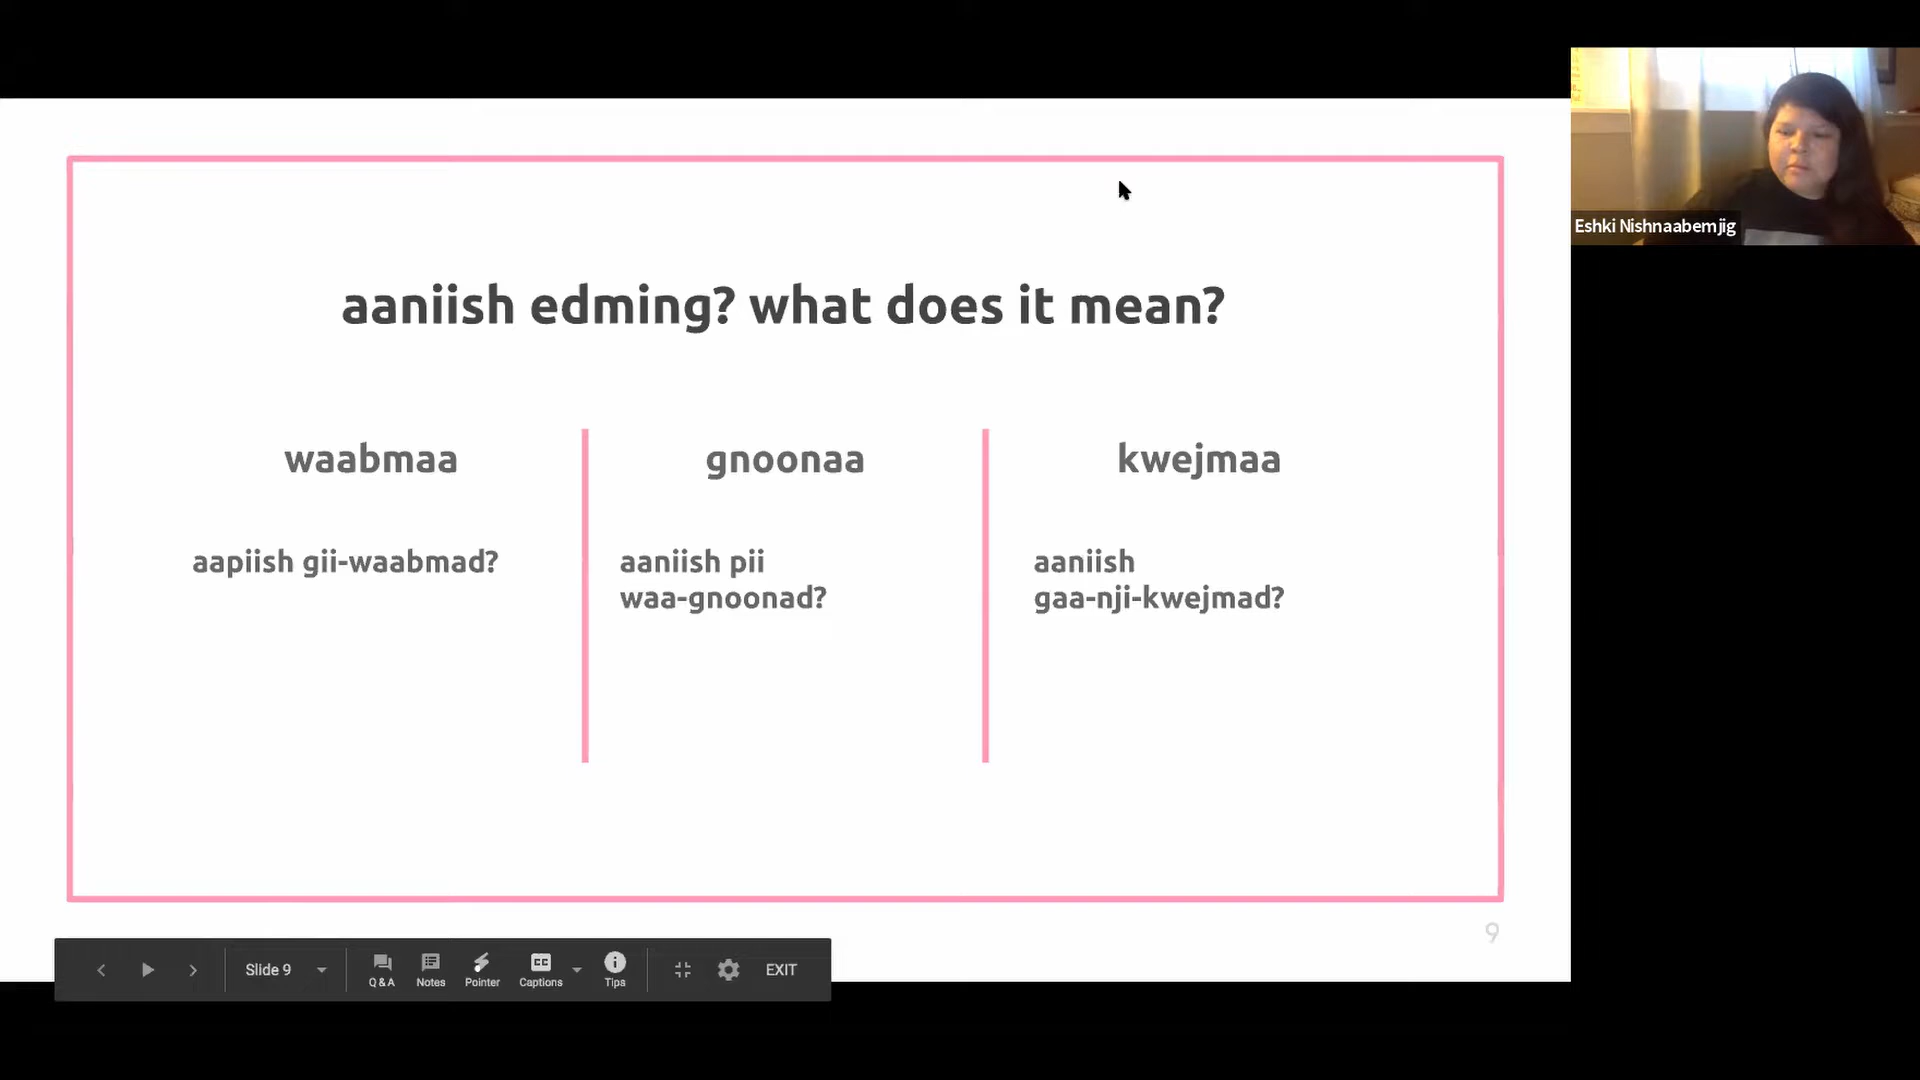 aaniish edming? what does it mean?
waabmaa
aapiish gii-waabmad?
gnoonaa
aaniish pii
waa-gnoonad?
kwejmaa
aaniish
gaa-nji-kwejmad?
9
Eshki Nishnaabemjig
Slide 9
Q & A
Notes
Pointer
CC
Captions
Tips
EXIT